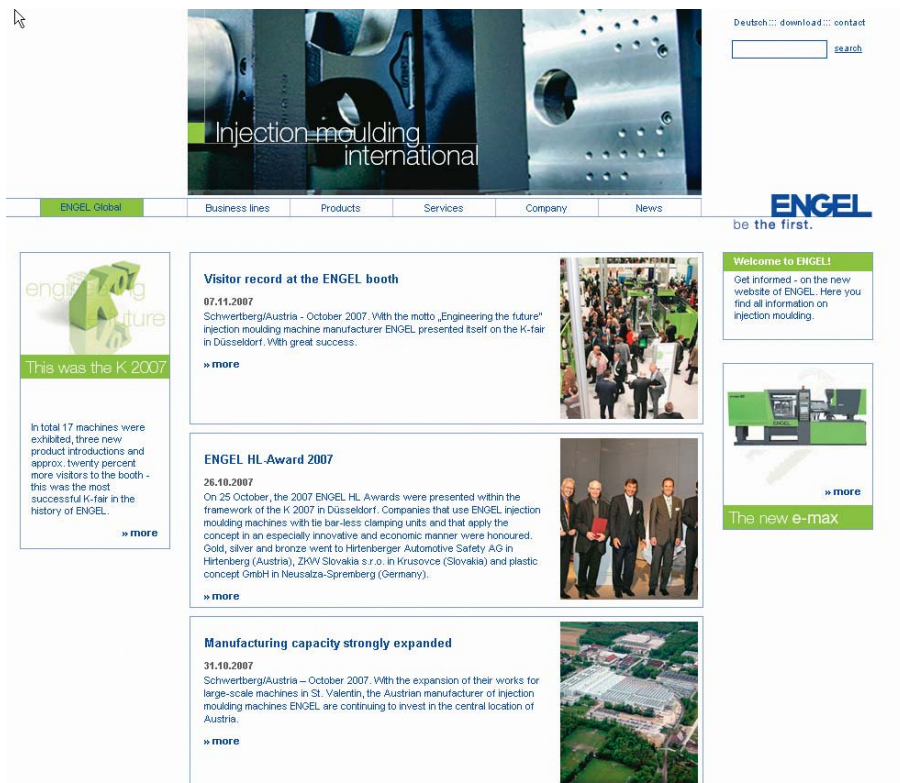 Deutsch ::: download ::: contact
search
Injection moulding
international
ENGEL Global
Business lines
Products
Services
Company
News
ENGEL
be the first.
engineering
the future
This was the K 2007
In total 17 machines were
exhibited, three new
product introductions and
approx. twenty percent
more visitors to the booth -
this was the most
successful K-fair in the
history of ENGEL.
» more
Visitor record at the ENGEL booth
07.11.2007
Schwertberg/Austria - October 2007. With the motto „Engineering the future"
injection moulding machine manufacturer ENGEL presented itself on the K-fair
in Düsseldorf. With great success.
» more
ENGEL HL-Award 2007
26.10.2007
On 25 October, the 2007 ENGEL HL Awards were presented within the
framework of the K 2007 in Düsseldorf. Companies that use ENGEL injection
moulding machines with tie bar-less clamping units and that apply the
concept in an especially innovative and economic manner were honoured.
Gold, silver and bronze went to Hirtenberger Automotive Safety AG in
Hirtenberg (Austria), ZKW Slovakia s.r.o. in Krusovce (Slovakia) and plastic
concept GmbH in Neusalza-Spremberg (Germany).
» more
Manufacturing capacity strongly expanded
31.10.2007
Schwertberg/Austria – October 2007. With the expansion of their works for
large-scale machines in St. Valentin, the Austrian manufacturer of injection
moulding machines ENGEL are continuing to invest in the central location of
Austria.
» more
Welcome to ENGEL!
Get informed - on the new
website of ENGEL. Here you
find all information on
injection moulding.
ENGEL
» more
The new e-max